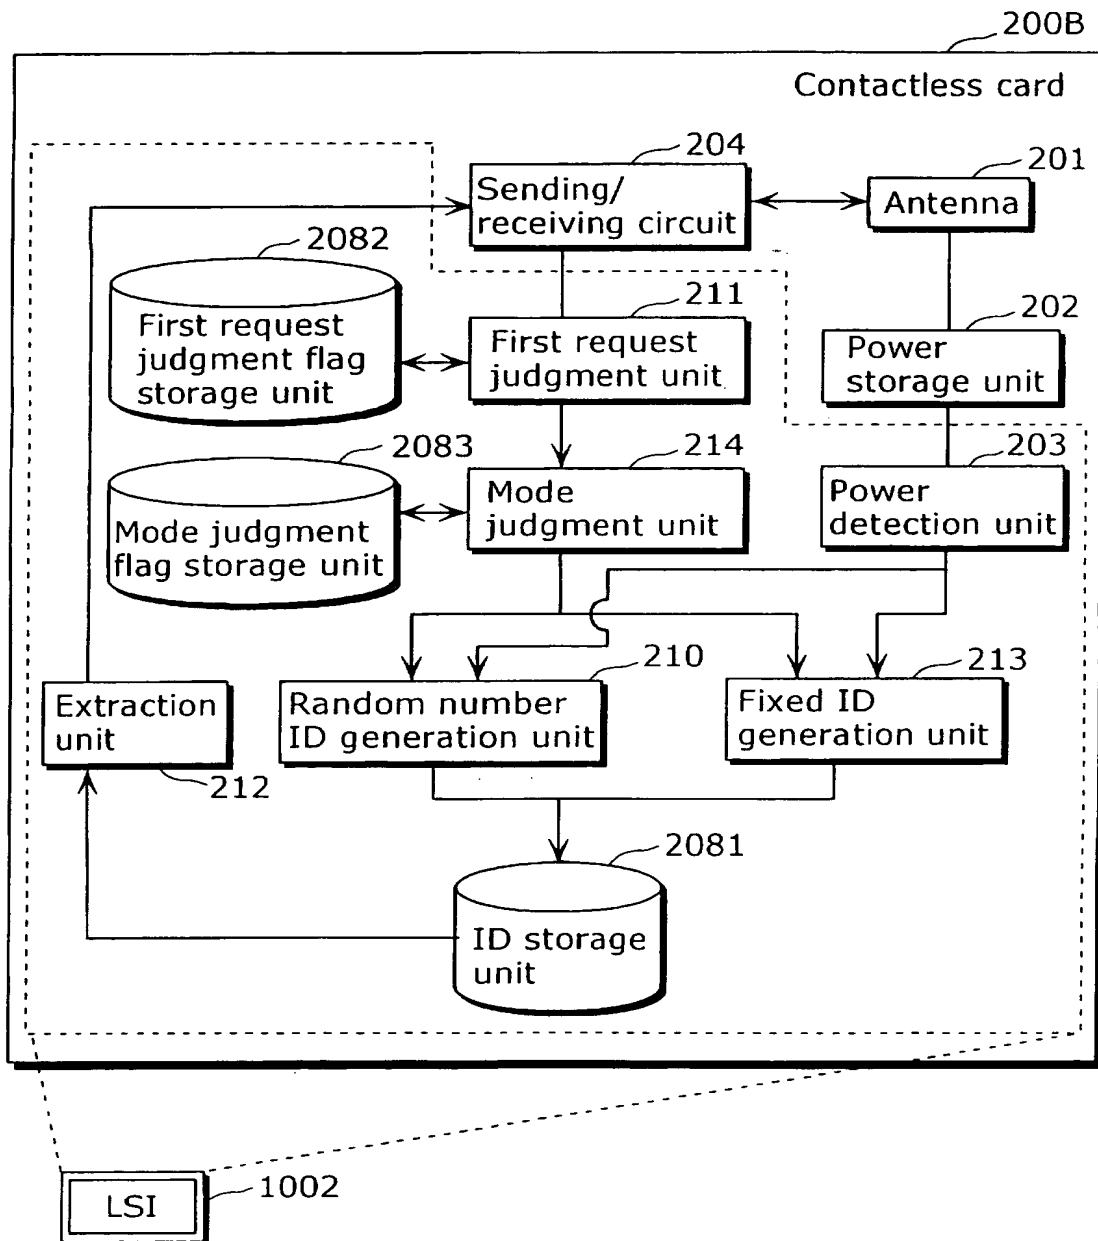 200B
Contactless card
204
Sending/
receiving circuit
201
Antenna
2082
First request
judgment flag
storage unit
211
First request
judgment unit
202
Power
storage unit
2083
Mode judgment
flag storage unit
214
Mode
judgment unit
203
Power
detection unit
Extraction
unit
212
210
Random number
ID generation unit
213
Fixed ID
generation unit
2081
ID storage
unit
LSI
1002